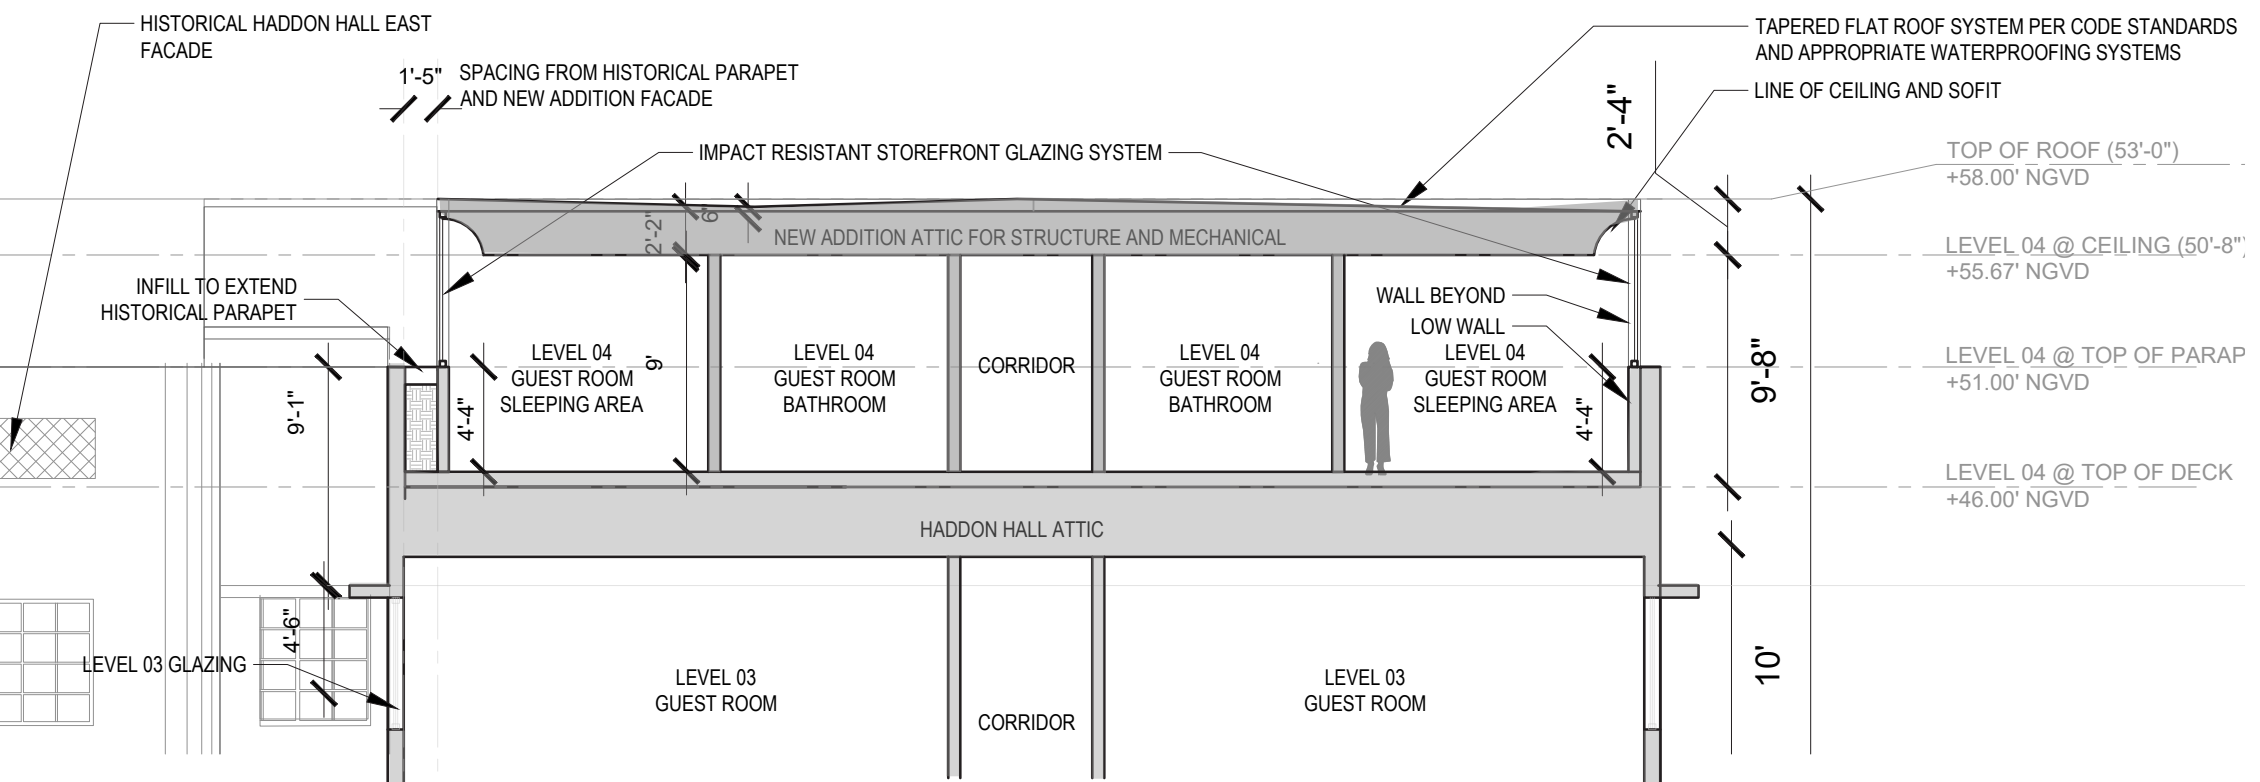 HISTORICAL HADDON HALL EAST
FACADE
1'-5"
SPACING FROM HISTORICAL PARAPET
AND NEW ADDITION FACADE
TAPERED FLAT ROOF SYSTEM PER CODE STANDARDS
AND APPROPRIATE WATERPROOFING SYSTEMS
LINE OF CEILING AND SOFIT
2'-4"
IMPACT RESISTANT STOREFRONT GLAZING SYSTEM
TOP OF ROOF (53'-0")
+58.00' NGVD
2'-2"
6"
NEW ADDITION ATTIC FOR STRUCTURE AND MECHANICAL
LEVEL 04 @ CEILING (50'-8")
+55.67' NGVD
INFILL TO EXTEND
HISTORICAL PARAPET
WALL BEYOND
LOW WALL
LEVEL 04
GUEST ROOM
SLEEPING AREA
9'
LEVEL 04
GUEST ROOM
BATHROOM
CORRIDOR
LEVEL 04
GUEST ROOM
BATHROOM
LEVEL 04
GUEST ROOM
SLEEPING AREA
9'-8"
LEVEL 04 @ TOP OF PARAP
+51.00' NGVD
9'-1"
4'-4"
4'-4"
LEVEL 04 @ TOP OF DECK
+46.00' NGVD
HADDON HALL ATTIC
4'-6"
LEVEL 03 GLAZING
LEVEL 03
GUEST ROOM
CORRIDOR
LEVEL 03
GUEST ROOM
10'